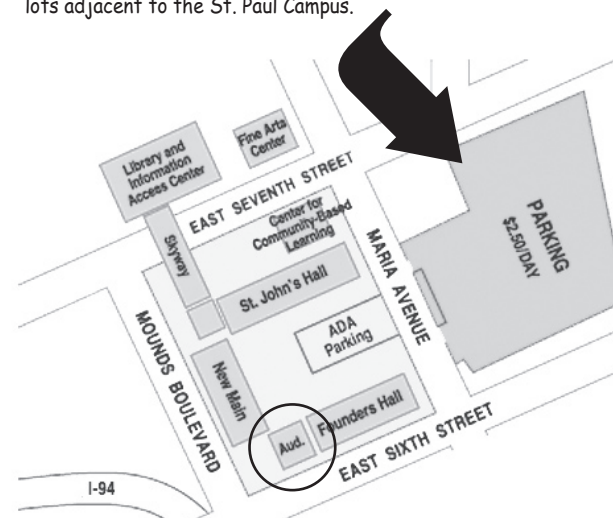 lots adjacent to the St. Paul Campus.
Fine Arts
Center
Library and
Information
Access Center
EAST SEVENTH STREET
Center for
Community-Based
Learning
Skyway
St. John's Hall
MARIA AVENUE
PARKING
$2.50/DAY
ADA
Parking
MOUNDS BOULEVARD
New Main
Founders Hall
Aud.
EAST SIXTH STREET
I-94